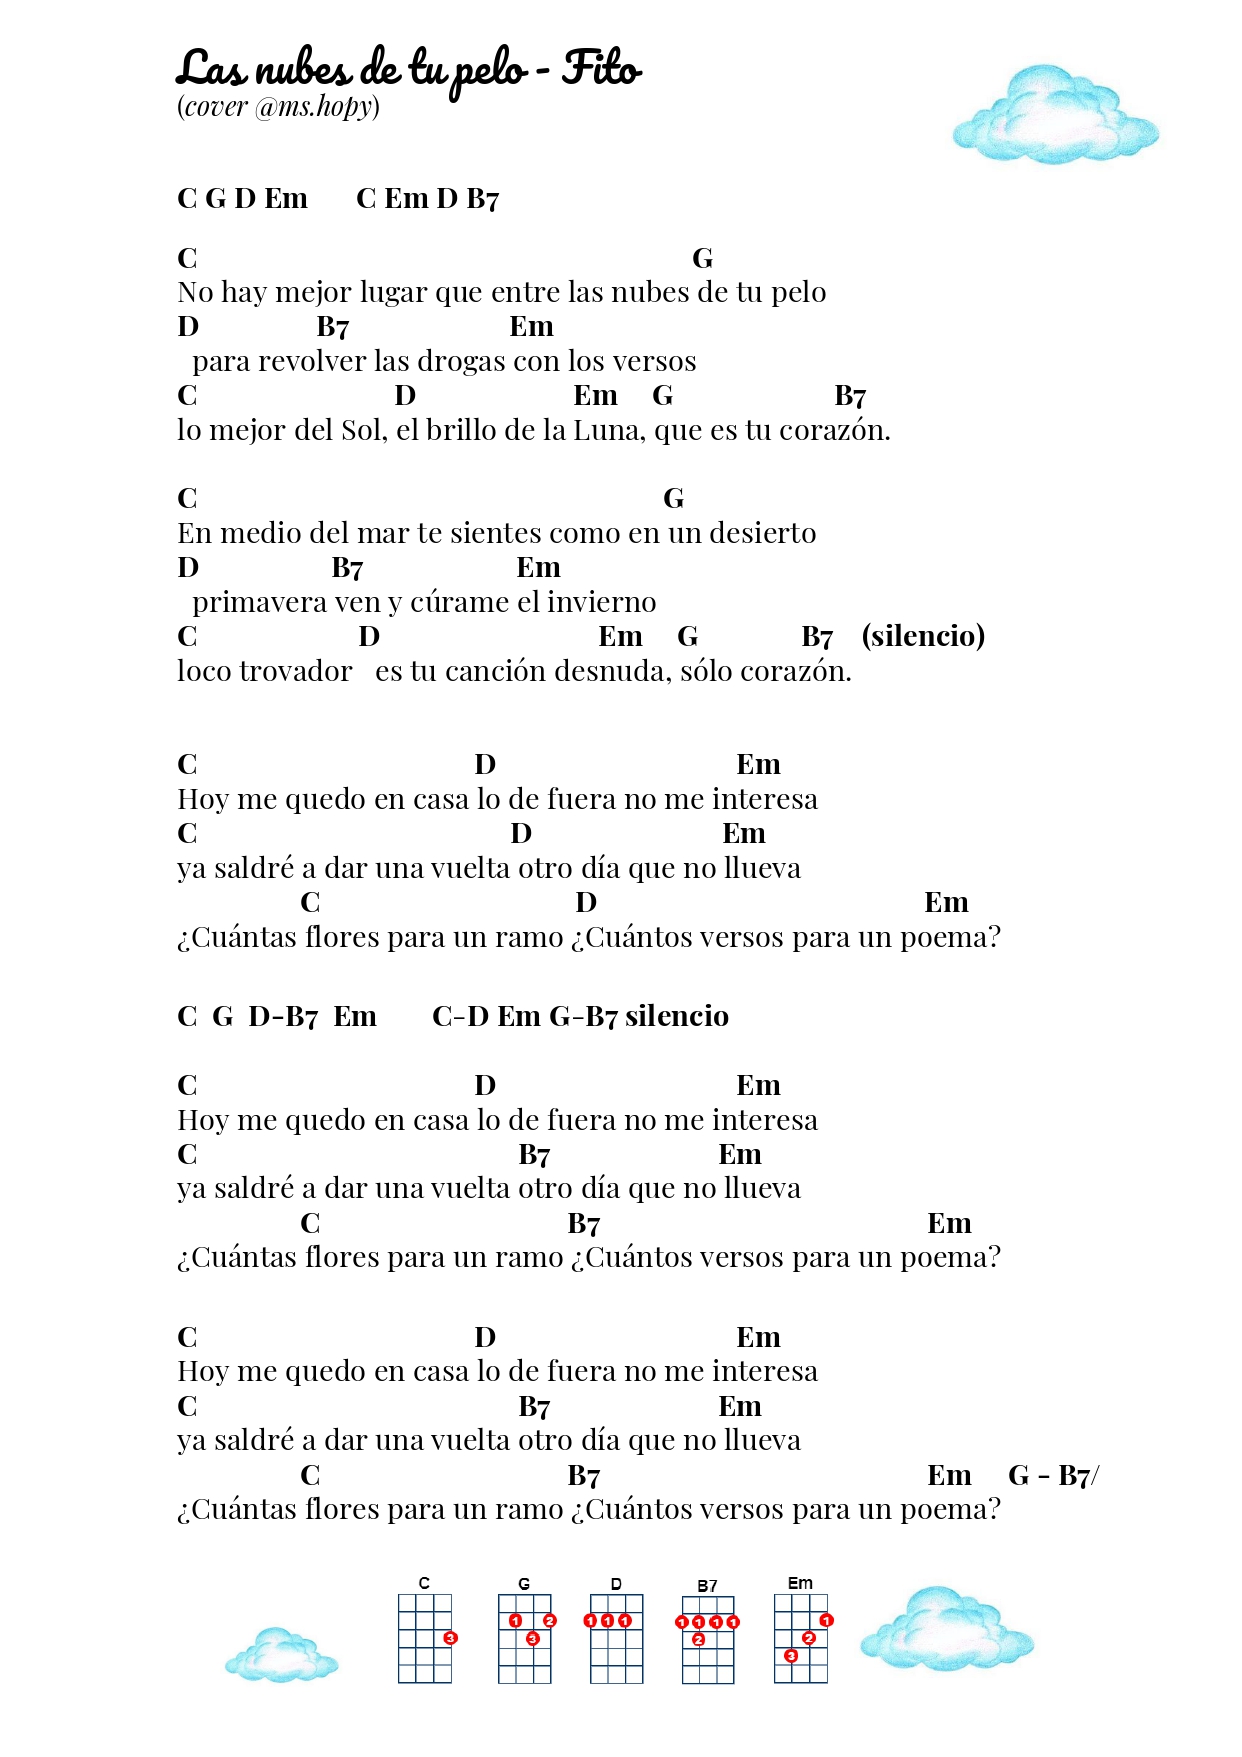 Las nubes de tu pelo - Fito
(cover @ms.hopy)
C G D Em C Em D B7
C G
No hay mejor lugar que entre las nubes de tu pelo
D B7 Em
para revolver las drogas con los versos
C D Em G B7
lo mejor del Sol, el brillo de la Luna, que es tu corazón.
C G
En medio del mar te sientes como en un desierto
D B7 Em
primavera ven y cúrame el invierno
C D Em G B7 (silencio)
loco trovador es tu canción desnuda, sólo corazón.
C D Em
Hoy me quedo en casa lo de fuera no me interesa
C D Em
ya saldré a dar una vuelta otro día que no llueva
C D Em
¿Cuántas flores para un ramo ¿Cuántos versos para un poema?
C G D-B7 Em C-D Em G-B7 silencio
C D Em
Hoy me quedo en casa lo de fuera no me interesa
C B7 Em
ya saldré a dar una vuelta otro día que no llueva
C B7 Em
¿Cuántas flores para un ramo ¿Cuántos versos para un poema?
C D Em
Hoy me quedo en casa lo de fuera no me interesa
C B7 Em
ya saldré a dar una vuelta otro día que no llueva
C B7 Em G - B7/
¿Cuántas flores para un ramo ¿Cuántos versos para un poema?
C G D B7 Em
1 2 1 1 1 1 1 1 1 1
3 3 2 2
3